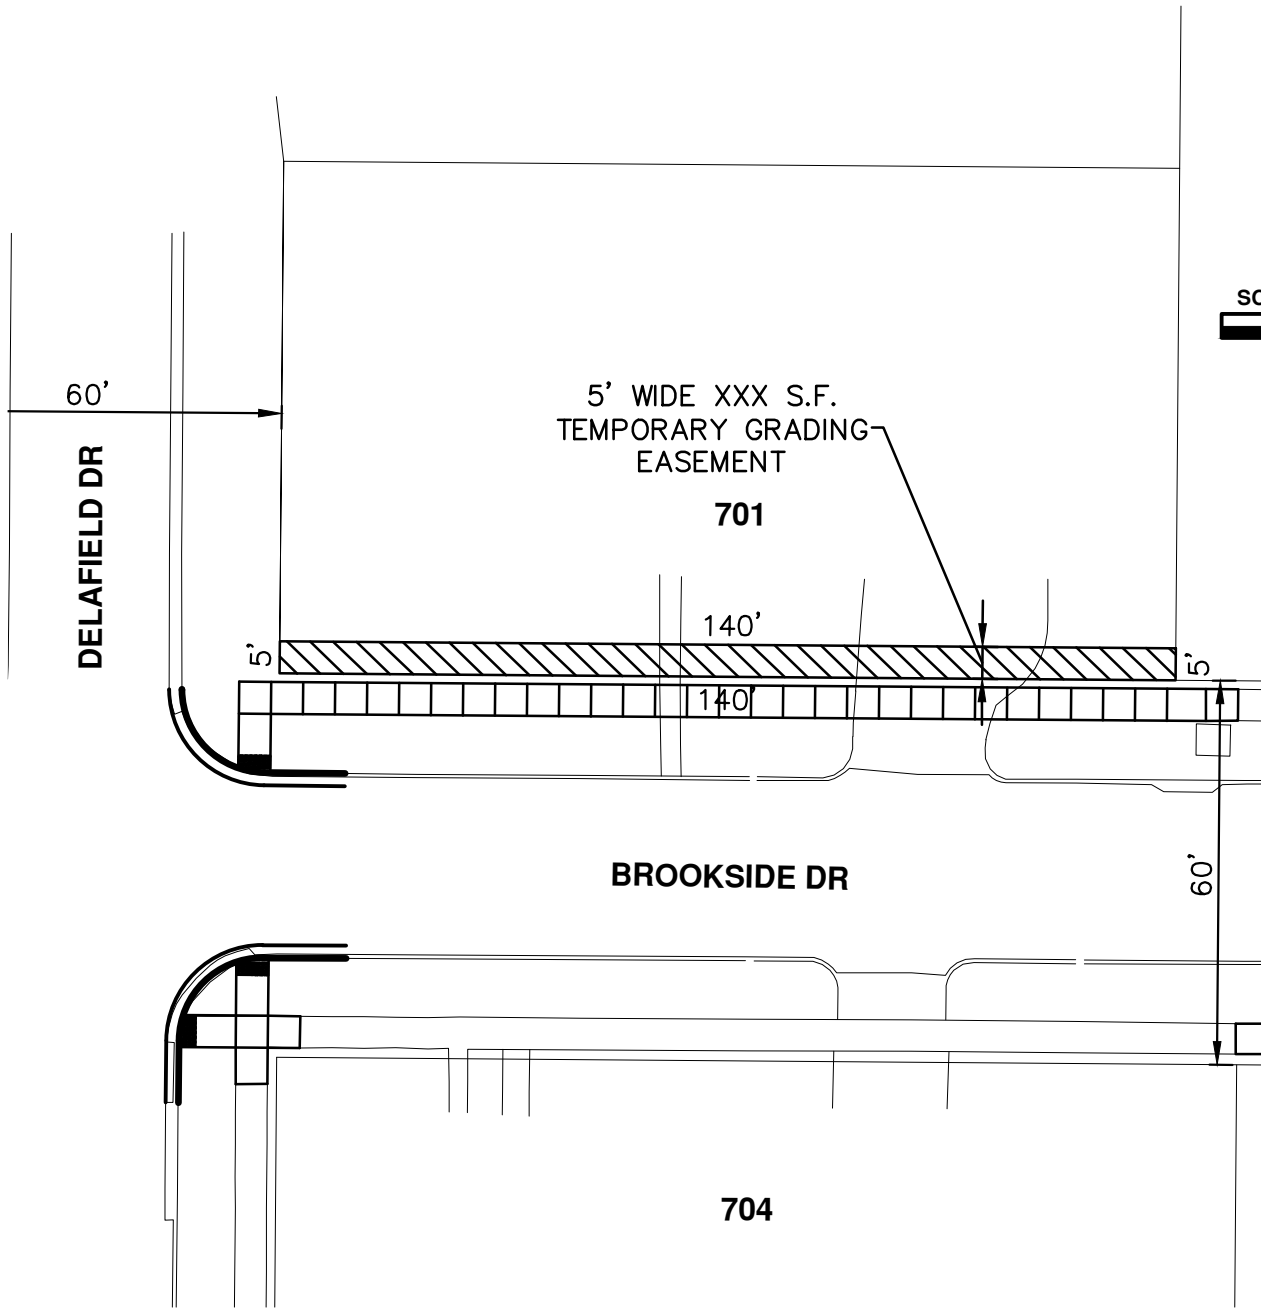 60'
DELAFIELD DR
5' WIDE XXX S.F.
TEMPORARY GRADING
EASEMENT
701
140'
5'
5'
140'
BROOKSIDE DR
60'
704